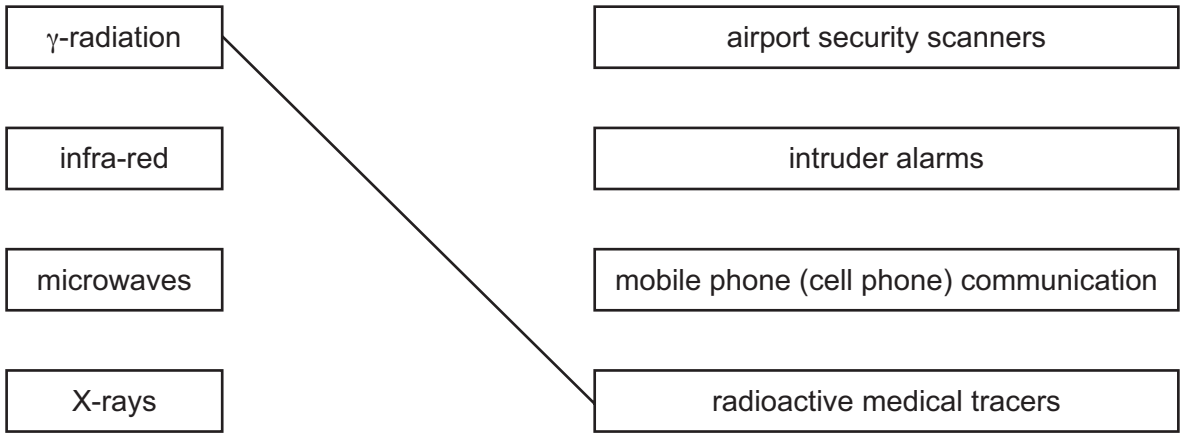 γ-radiation
airport security scanners
infra-red
intruder alarms
microwaves
mobile phone (cell phone) communication
X-rays
radioactive medical tracers